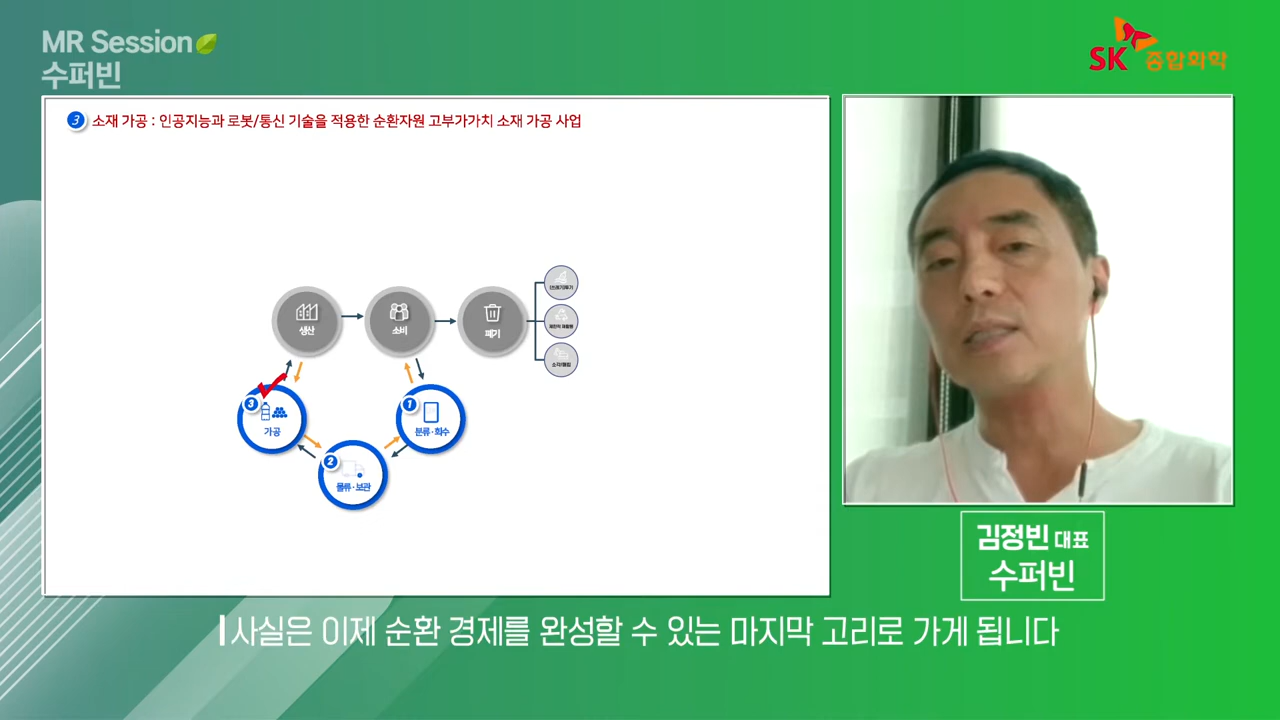 MR Session
수퍼빈
SK 종합화학
3 소재 가공 : 인공지능과 로봇/통신 기술을 적용한 순환자원 고부가가치 소재 가공 사업
생산
소비
폐기
소각/매립
3
가공
1
분류·회수
2
물류·보관
김정빈 대표
수퍼빈
사실은 이제 순환 경제를 완성할 수 있는 마지막 고리로 가게 됩니다